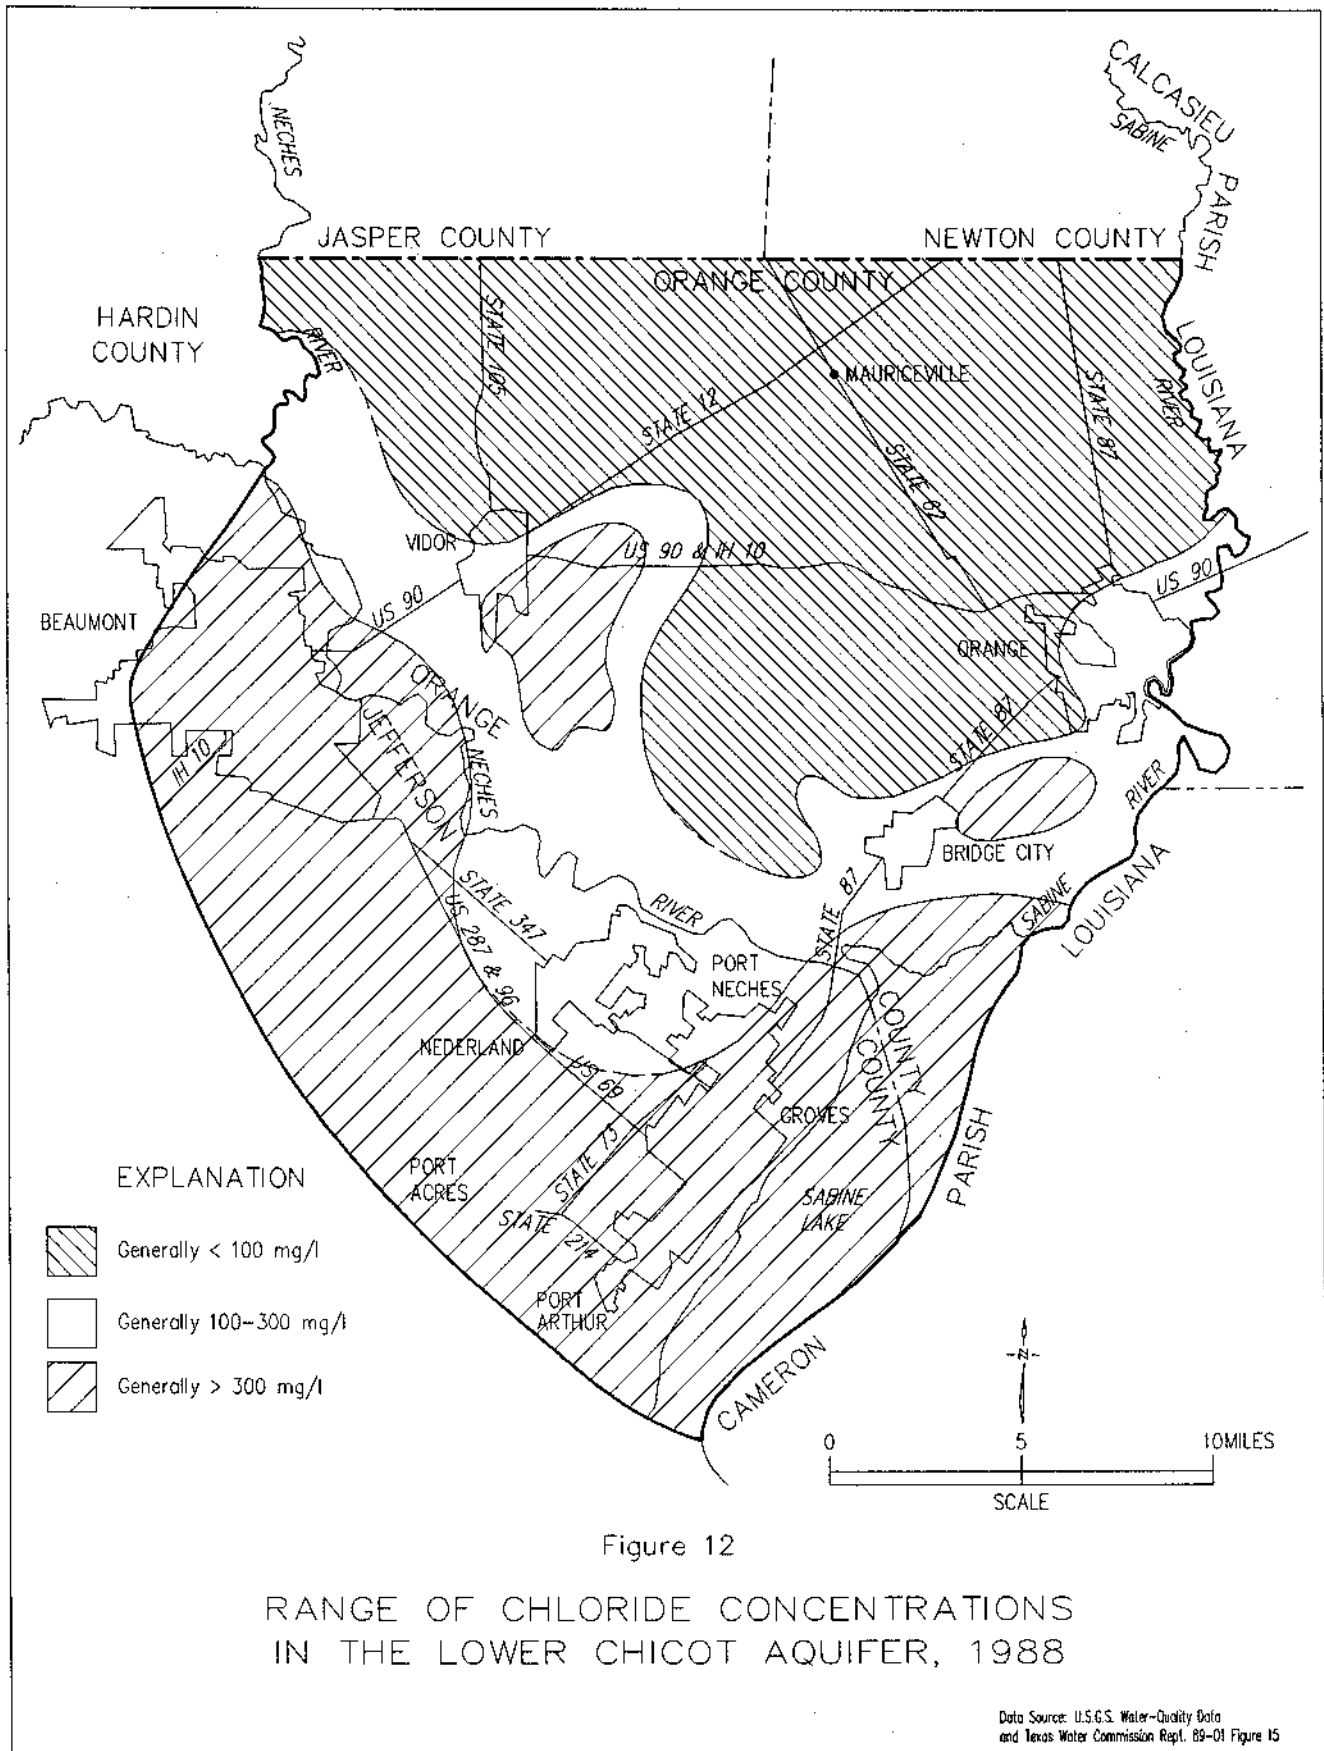 CALCASIEU
SABINE
PARISH
NECHES
JASPER COUNTY
NEWTON COUNTY
ORANGE COUNTY
HARDIN
COUNTY
RIVER
STATE 105
STATE 12
MAURICEVILLE
STATE 87
RIVER
LOUISIANA
STATE 62
VIDOR
US 90 & IH 10
US 90
US 90
BEAUMONT
ORANGE
ORANGE
JEFFERSON
NECHES
STATE 87
IH 10
RIVER
BRIDGE CITY
STATE 347
US 287 & 96
RIVER
STATE 87
SABINE
LOUISIANA
PORT
NECHES
NEDERLAND
US 69
COUNTY
COUNTY
GROVES
PARISH
PORT
ACRES
STATE 73
STATE 214
SABINE
LAKE
PORT
ARTHUR
CAMERON
EXPLANATION
Generally < 100 mg/l
Generally 100-300 mg/l
Generally > 300 mg/l
N
0 5 10 MILES
SCALE
Figure 12
RANGE OF CHLORIDE CONCENTRATIONS
IN THE LOWER CHICOT AQUIFER, 1988
Data Source: U.S.G.S. Water-Quality Data
and Texas Water Commission Rept. 89-01 Figure 15